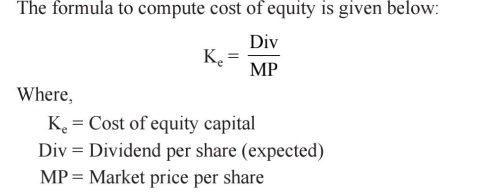 The formula to compute cost of equity is given below:
Kₑ = Div
MP
Where,
Kₑ = Cost of equity capital
Div = Dividend per share (expected)
MP = Market price per share